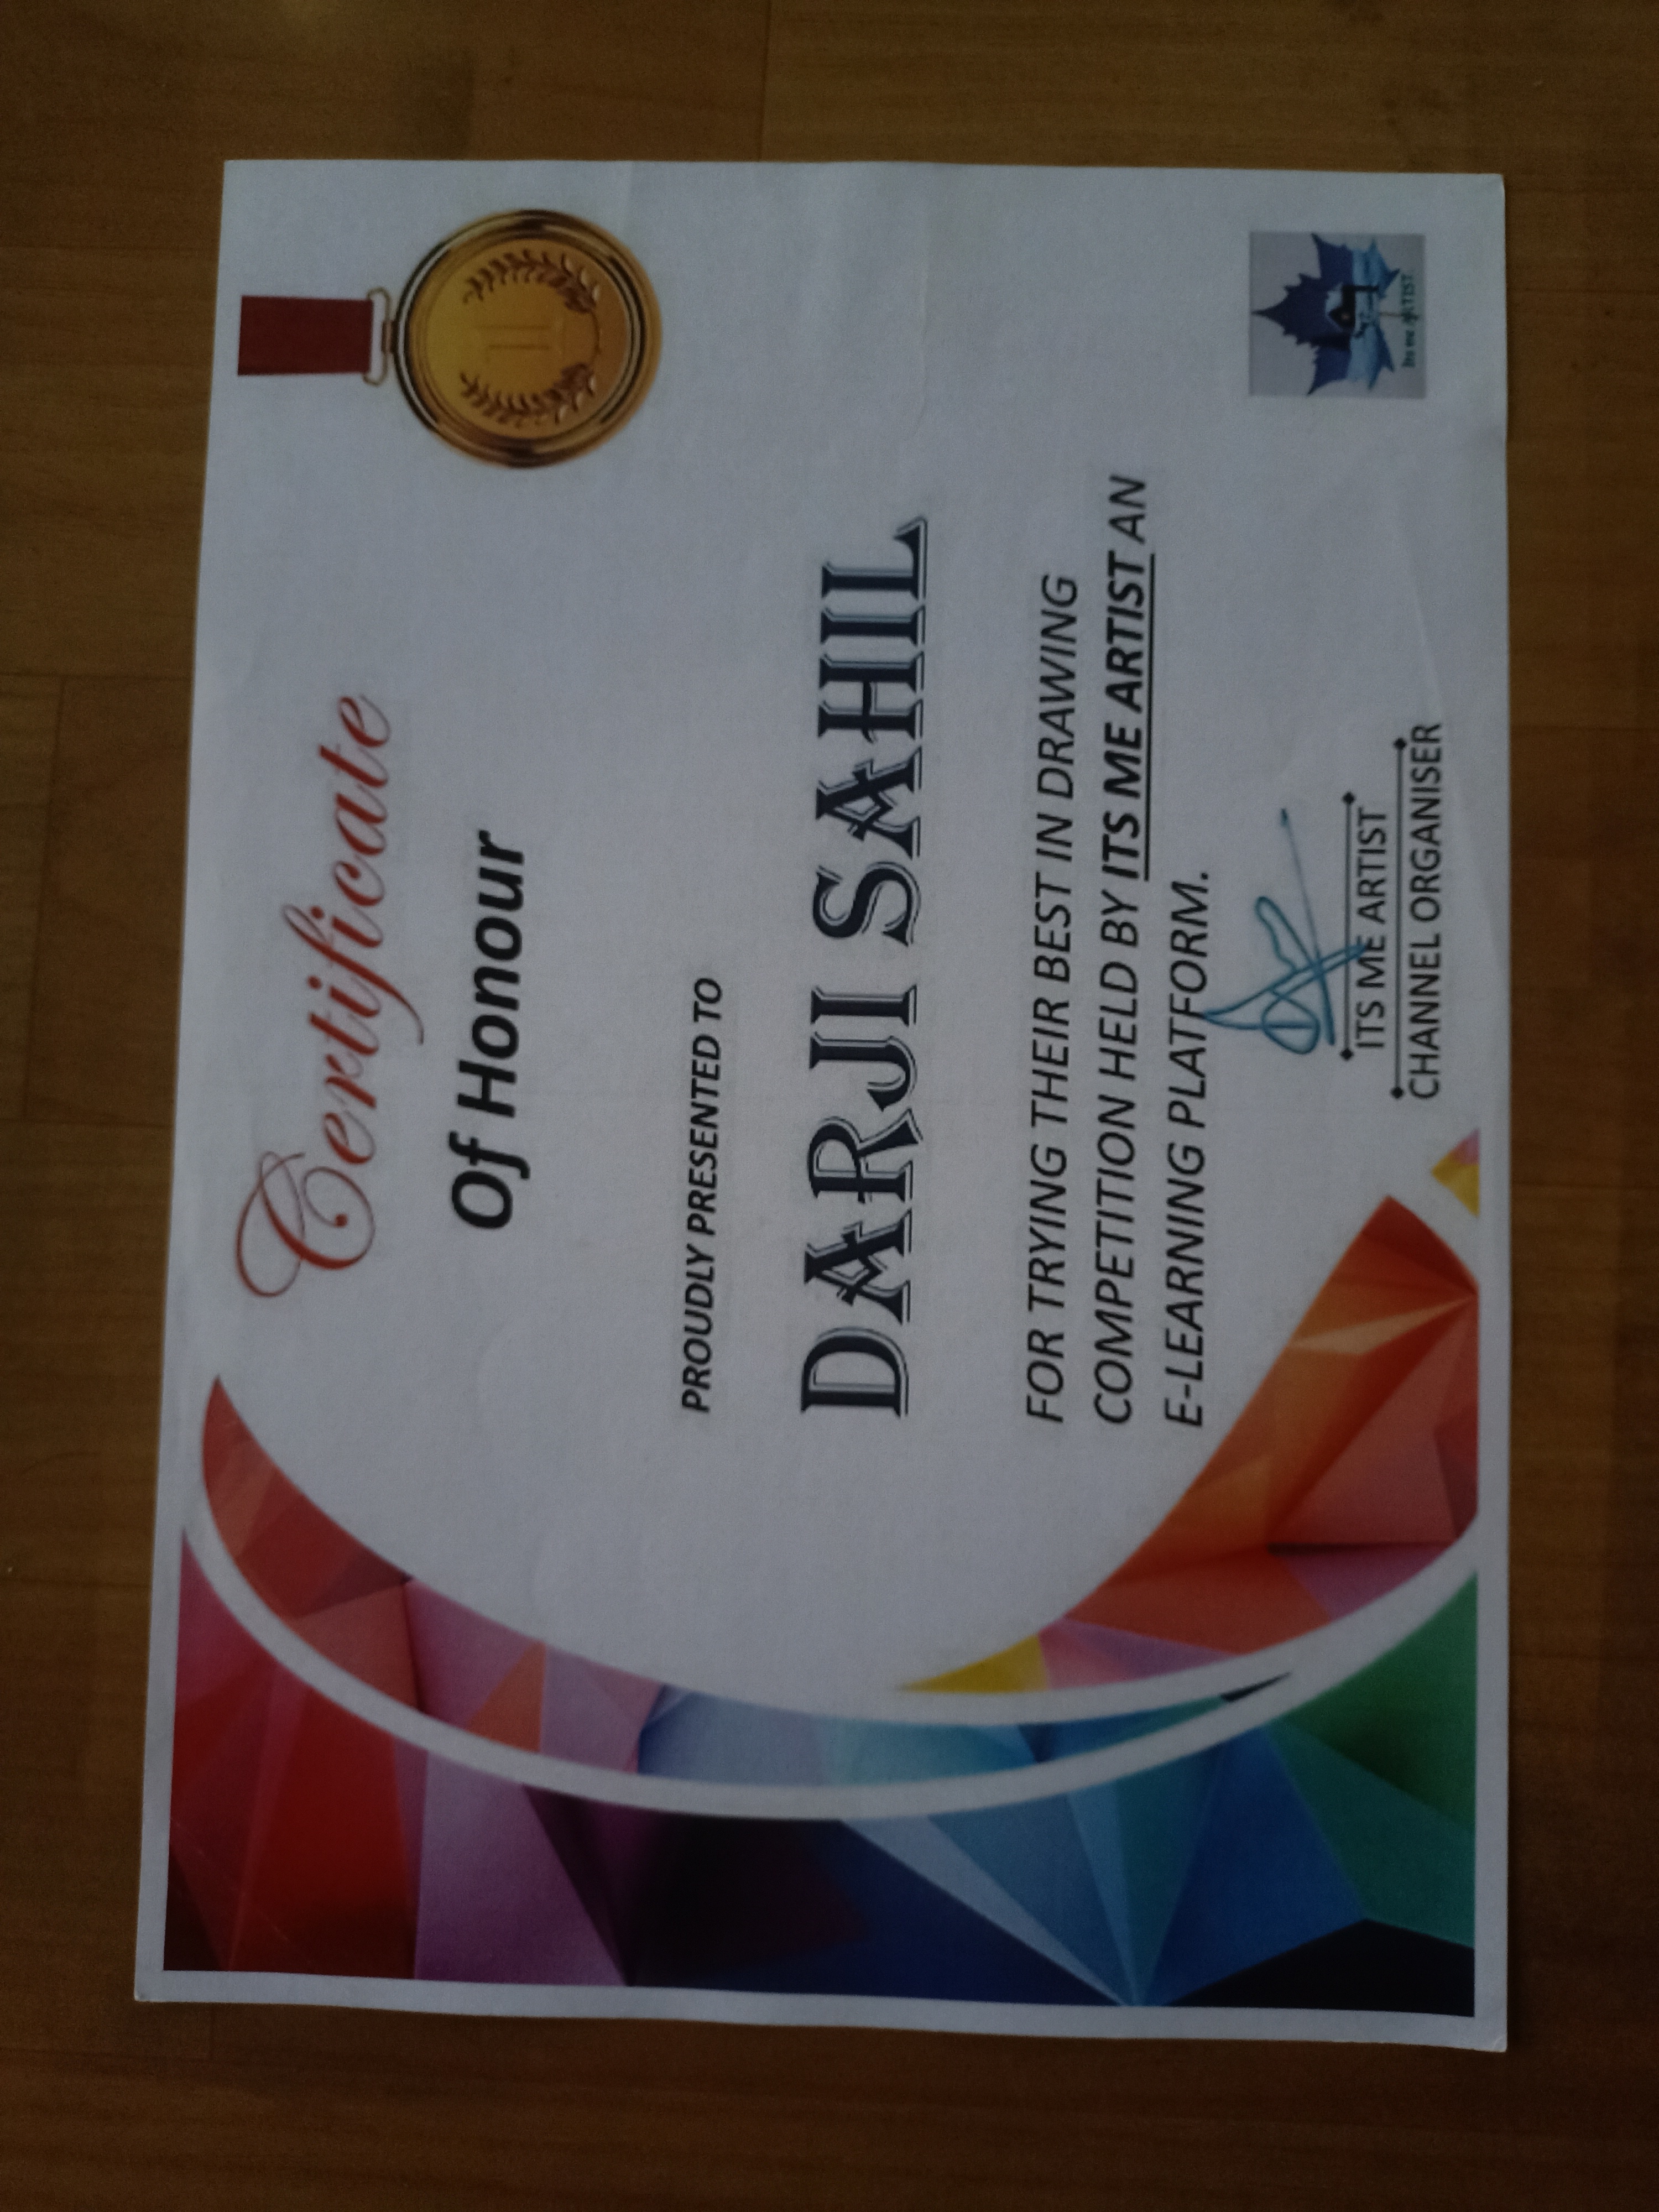 Certificate
Of Honour
PROUDLY PRESENTED TO
DARJI SAHIL
FOR TRYING THEIR BEST IN DRAWING
COMPETITION HELD BY ITS ME ARTIST AN
E-LEARNING PLATFORM.
ITS ME ARTIST
CHANNEL ORGANISER
Its me ARTIST